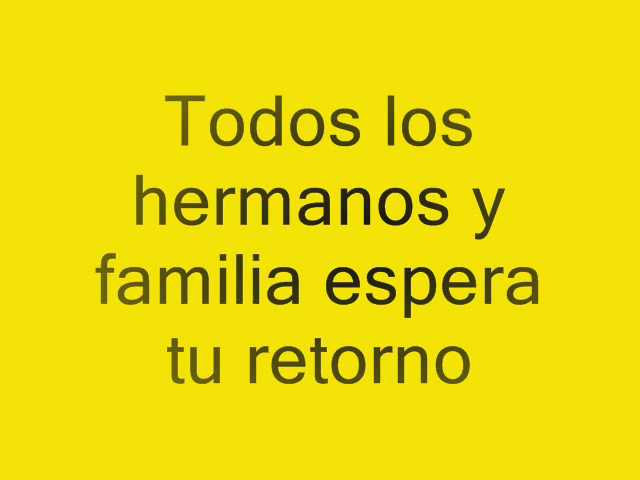 Todos los
hermanos y
familia espera
tu retorno